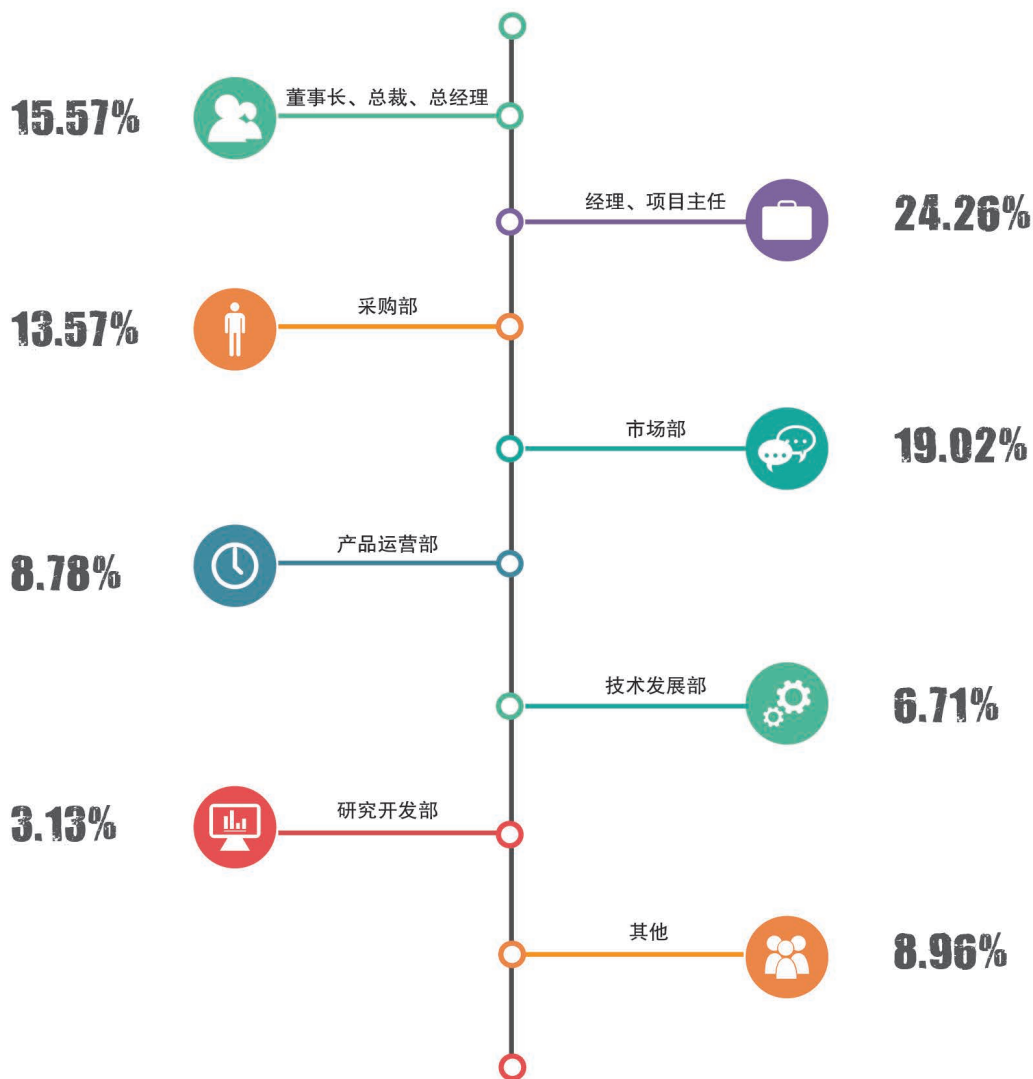 董事长、总裁、总经理
15.57%
经理、项目主任
24.26%
采购部
13.57%
市场部
19.02%
产品运营部
8.78%
技术发展部
6.71%
研究开发部
3.13%
其他
8.96%